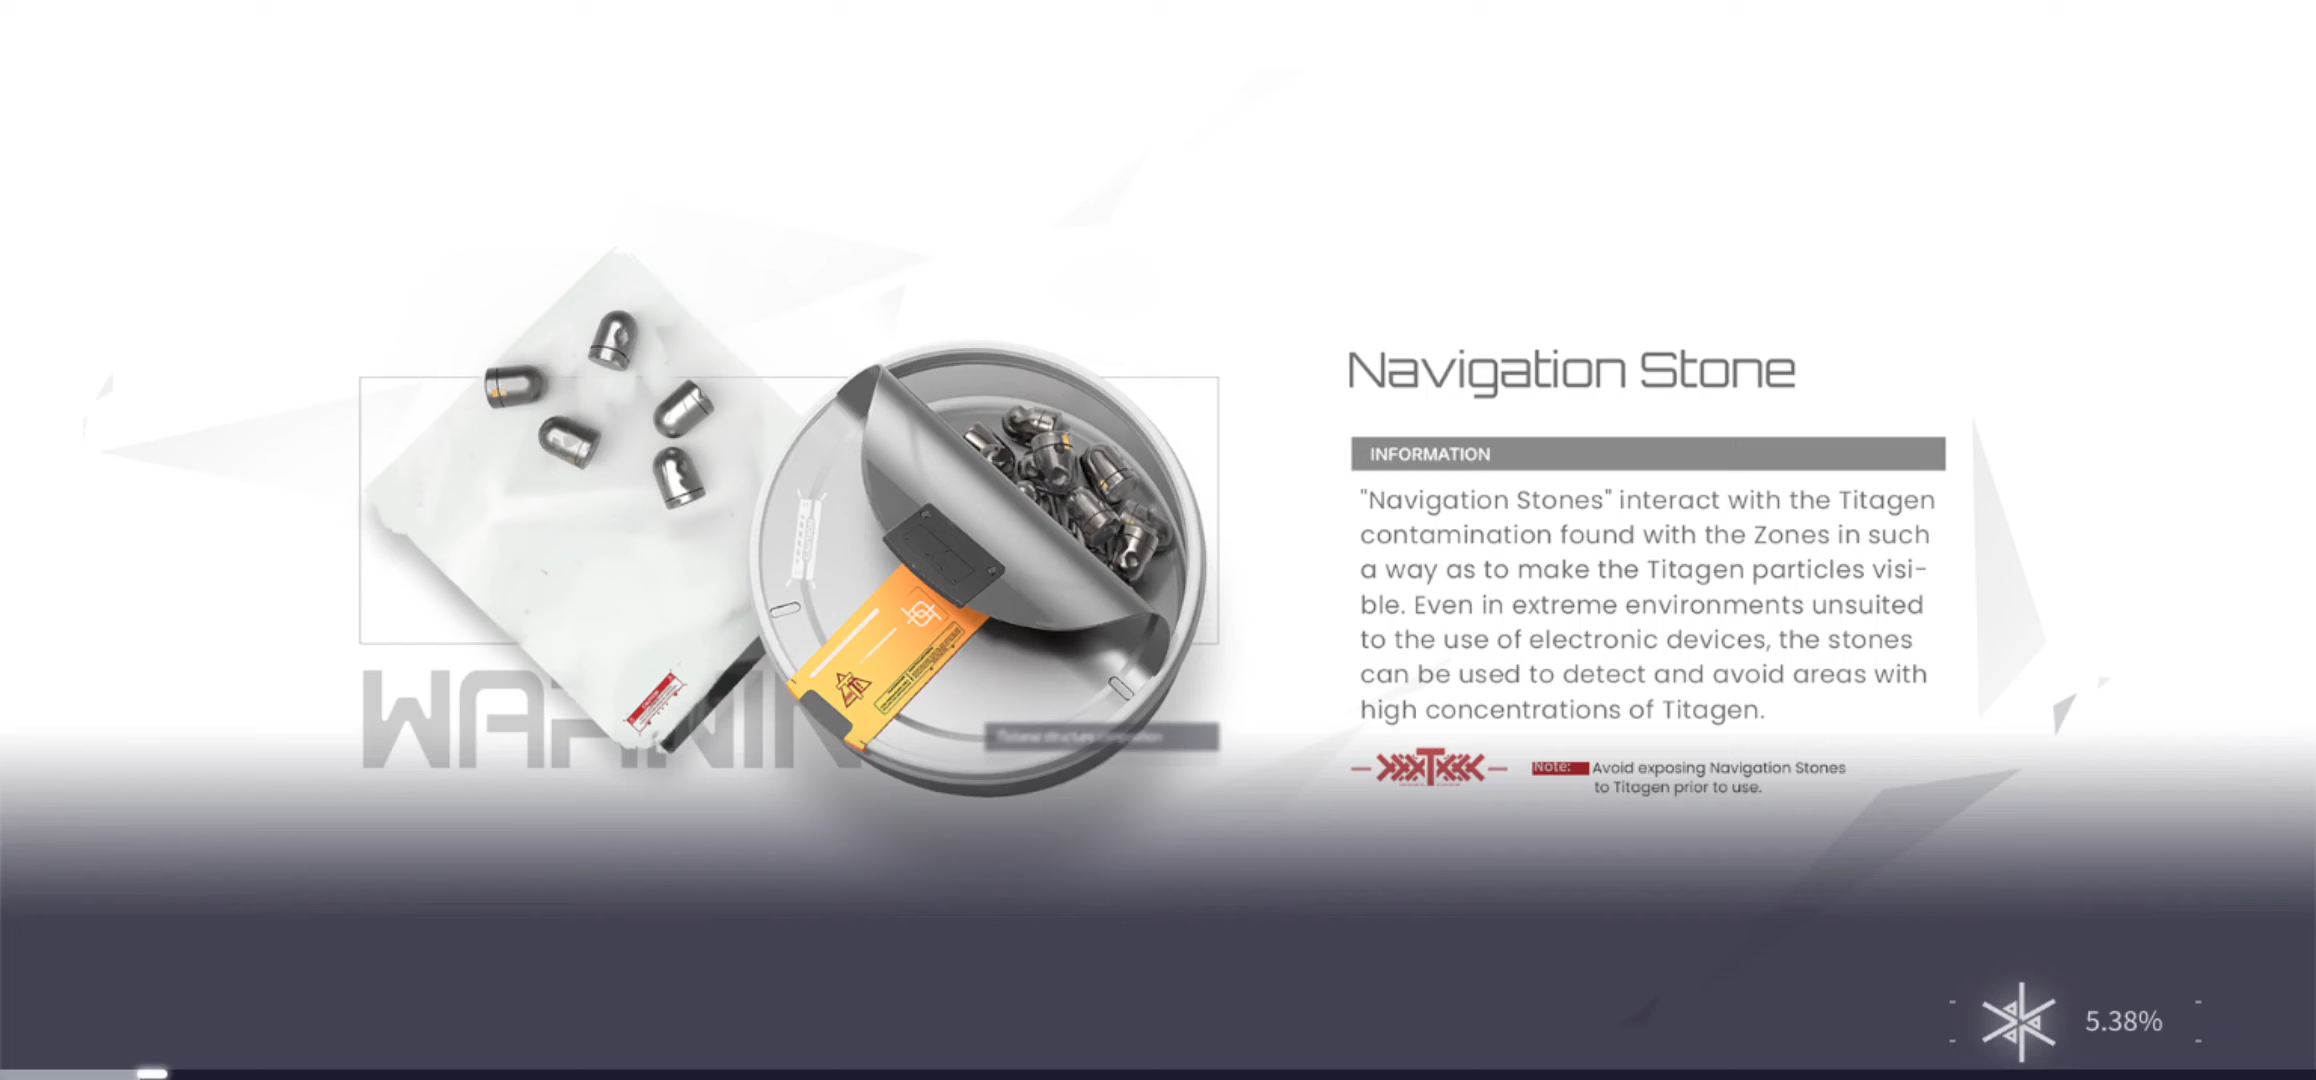 Navigation Stone
INFORMATION
"Navigation Stones" interact with the Titagen
contamination found with the Zones in such
a way as to make the Titagen particles visi-
ble. Even in extreme environments unsuited
to the use of electronic devices, the stones
can be used to detect and avoid areas with
high concentrations of Titagen.
Note: Avoid exposing Navigation Stones
to Titagen prior to use.
5.38%